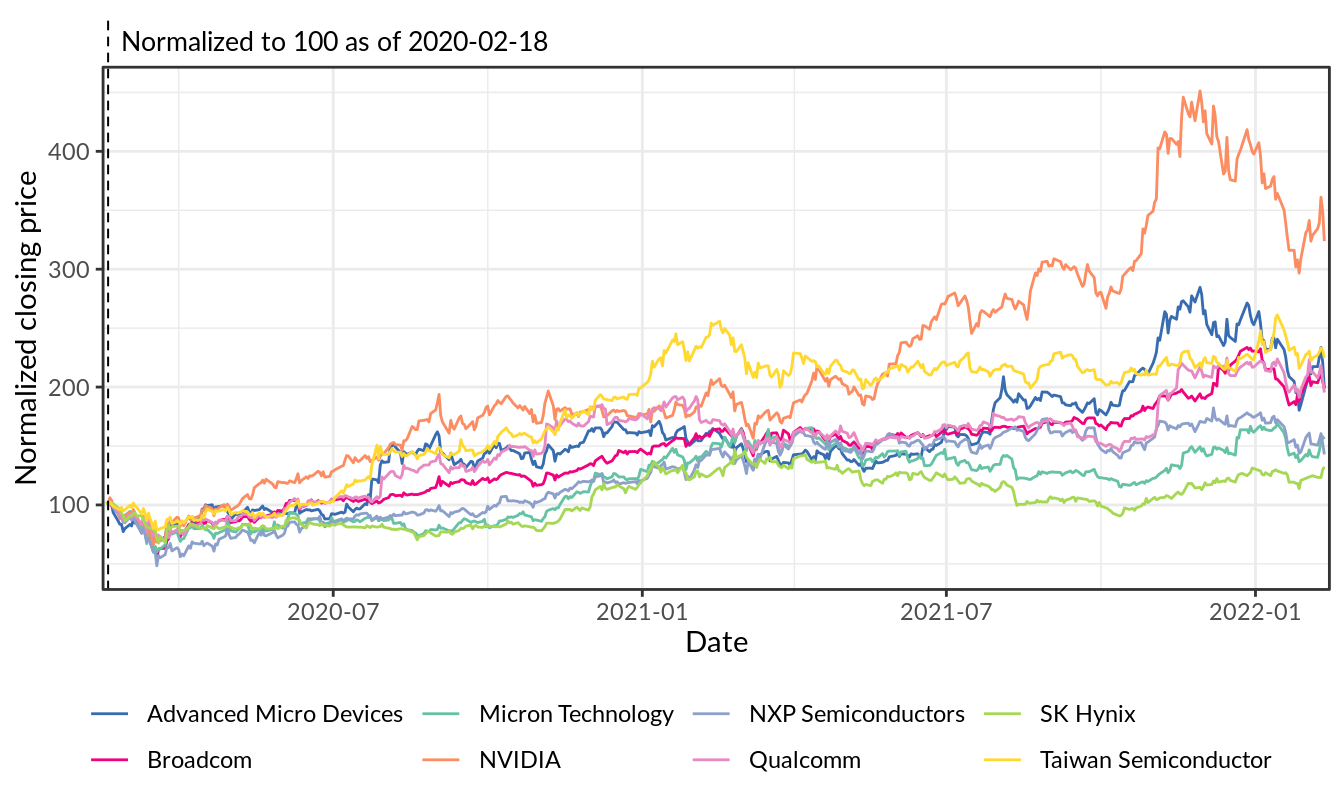 Normalized to 100 as of 2020-02-18
Normalized closing price
400
300
200
100
2020-07 2021-01 2021-07 2022-01
Date
Advanced Micro Devices Micron Technology NXP Semiconductors SK Hynix
Broadcom NVIDIA Qualcomm Taiwan Semiconductor